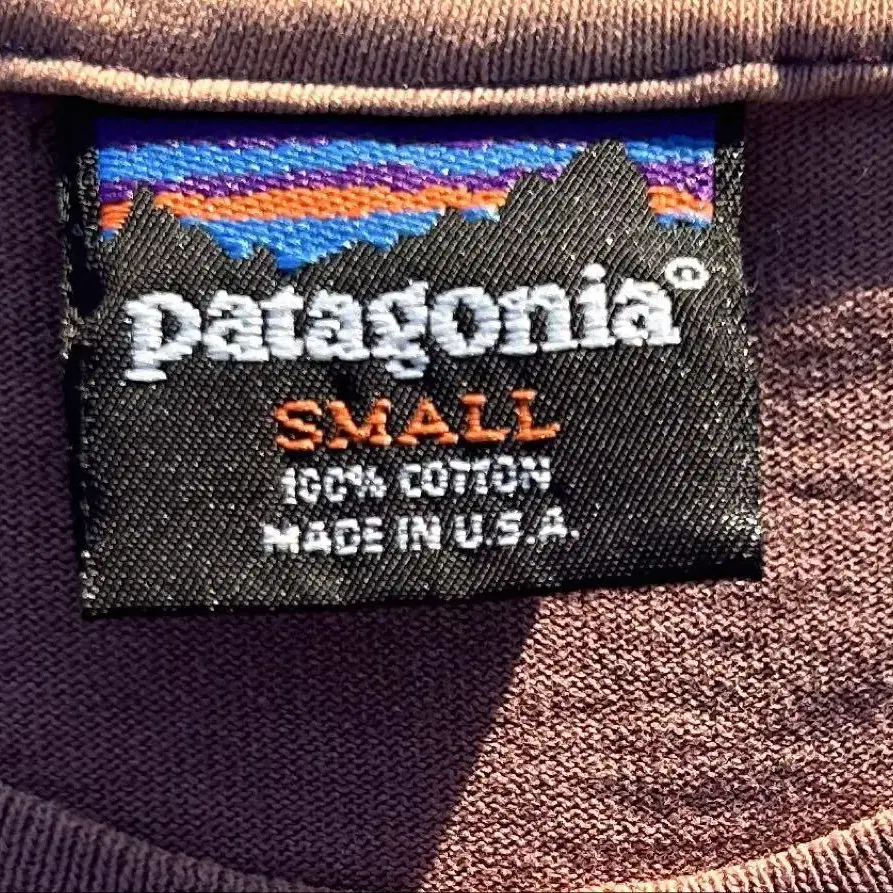 patagonia®
SMALL
100% COTTON
MADE IN U.S.A.